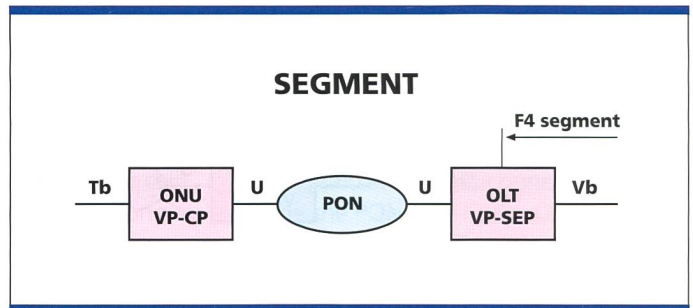 SEGMENT
F4 segment
Tb
ONU
VP-CP
U
PON
U
OLT
VP-SEP
Vb